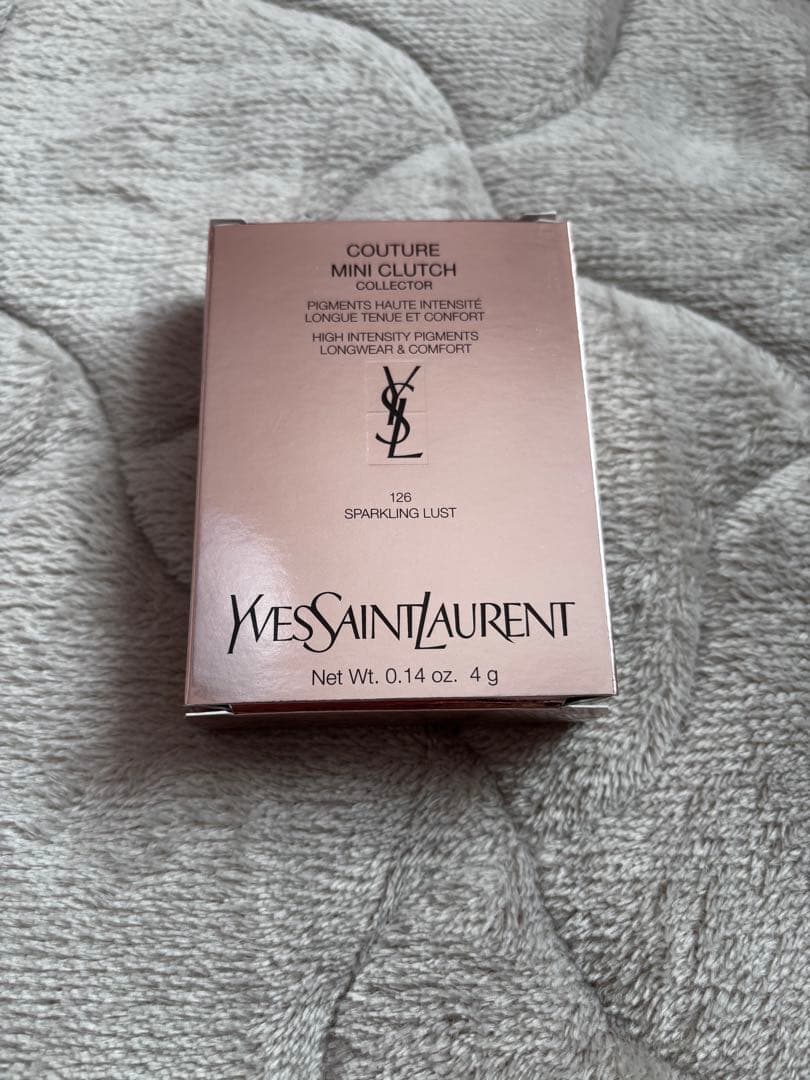 COUTURE
MINI CLUTCH
COLLECTOR
PIGMENTS HAUTE INTENSITÉ
LONGUE TENUE ET CONFORT
HIGH INTENSITY PIGMENTS
LONGWEAR & COMFORT
YSL
126
SPARKLING LUST
YVESSAINTLAURENT
Net Wt. 0.14 oz. 4 g